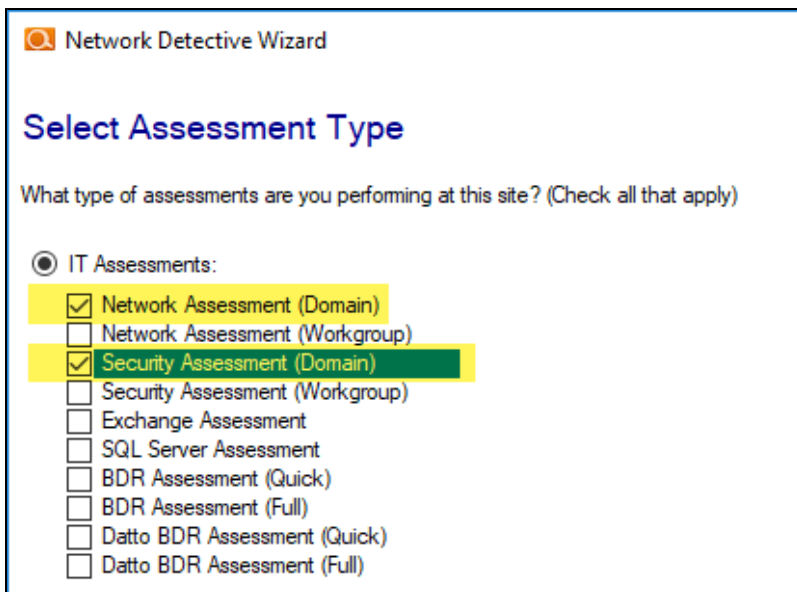 Network Detective Wizard
Select Assessment Type
What type of assessments are you performing at this site? (Check all that apply)
IT Assessments:
Network Assessment (Domain)
Network Assessment (Workgroup)
Security Assessment (Domain)
Security Assessment (Workgroup)
Exchange Assessment
SQL Server Assessment
BDR Assessment (Quick)
BDR Assessment (Full)
Datto BDR Assessment (Quick)
Datto BDR Assessment (Full)